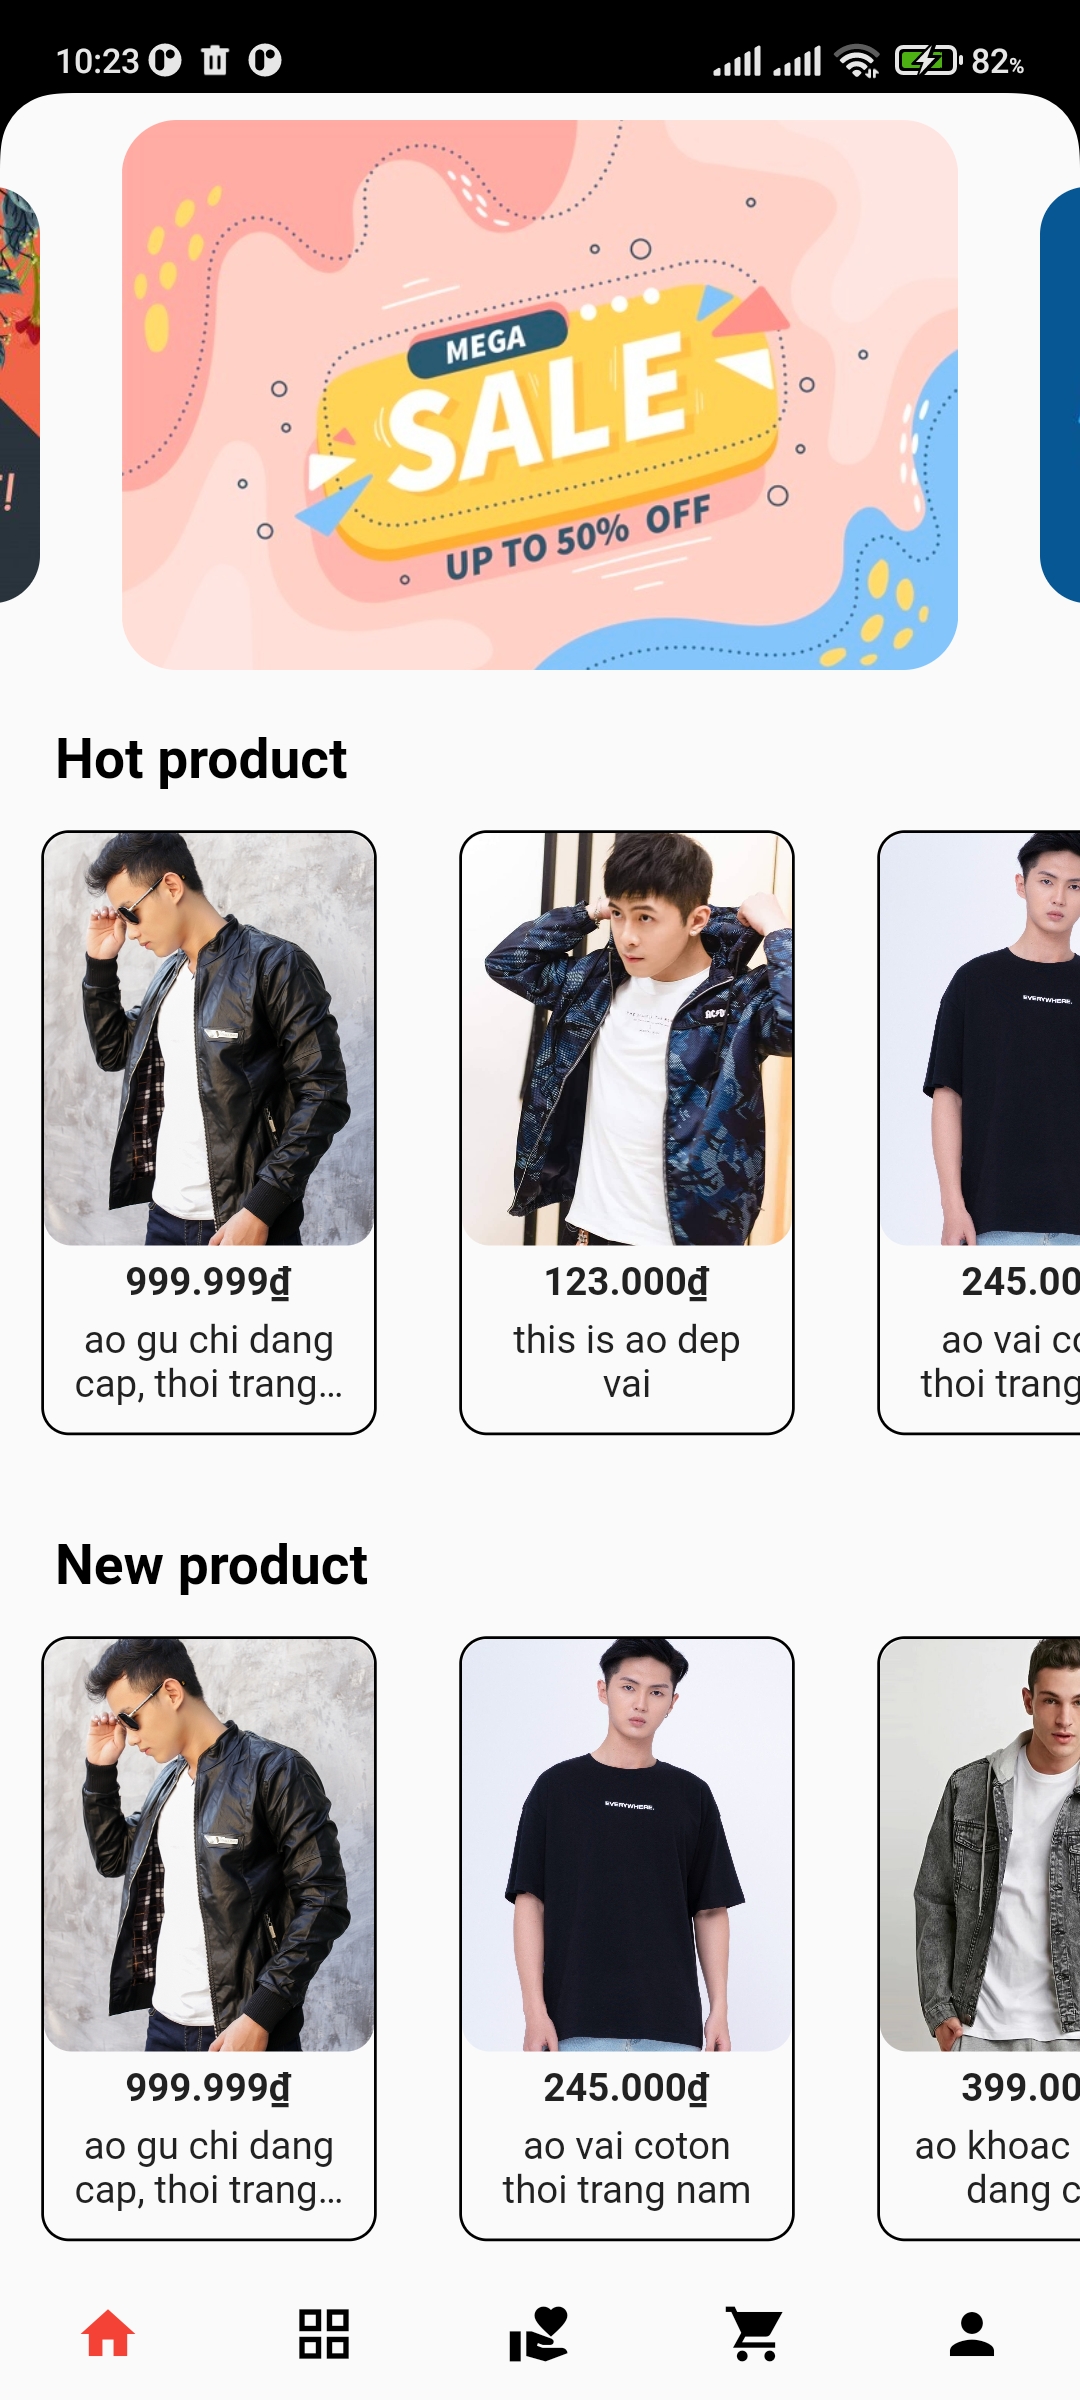 10:23
82%
MEGA
SALE
UP TO 50% OFF
!
Hot product
999.999₫
ao gu chi dang
cap, thoi trang...
123.000₫
this is ao dep
vai
EVERYWHERE.
245.00
ao vai co
thoi trang
New product
999.999₫
ao gu chi dang
cap, thoi trang...
EVERYWHERE.
245.000₫
ao vai coton
thoi trang nam
399.00
ao khoac
dang c